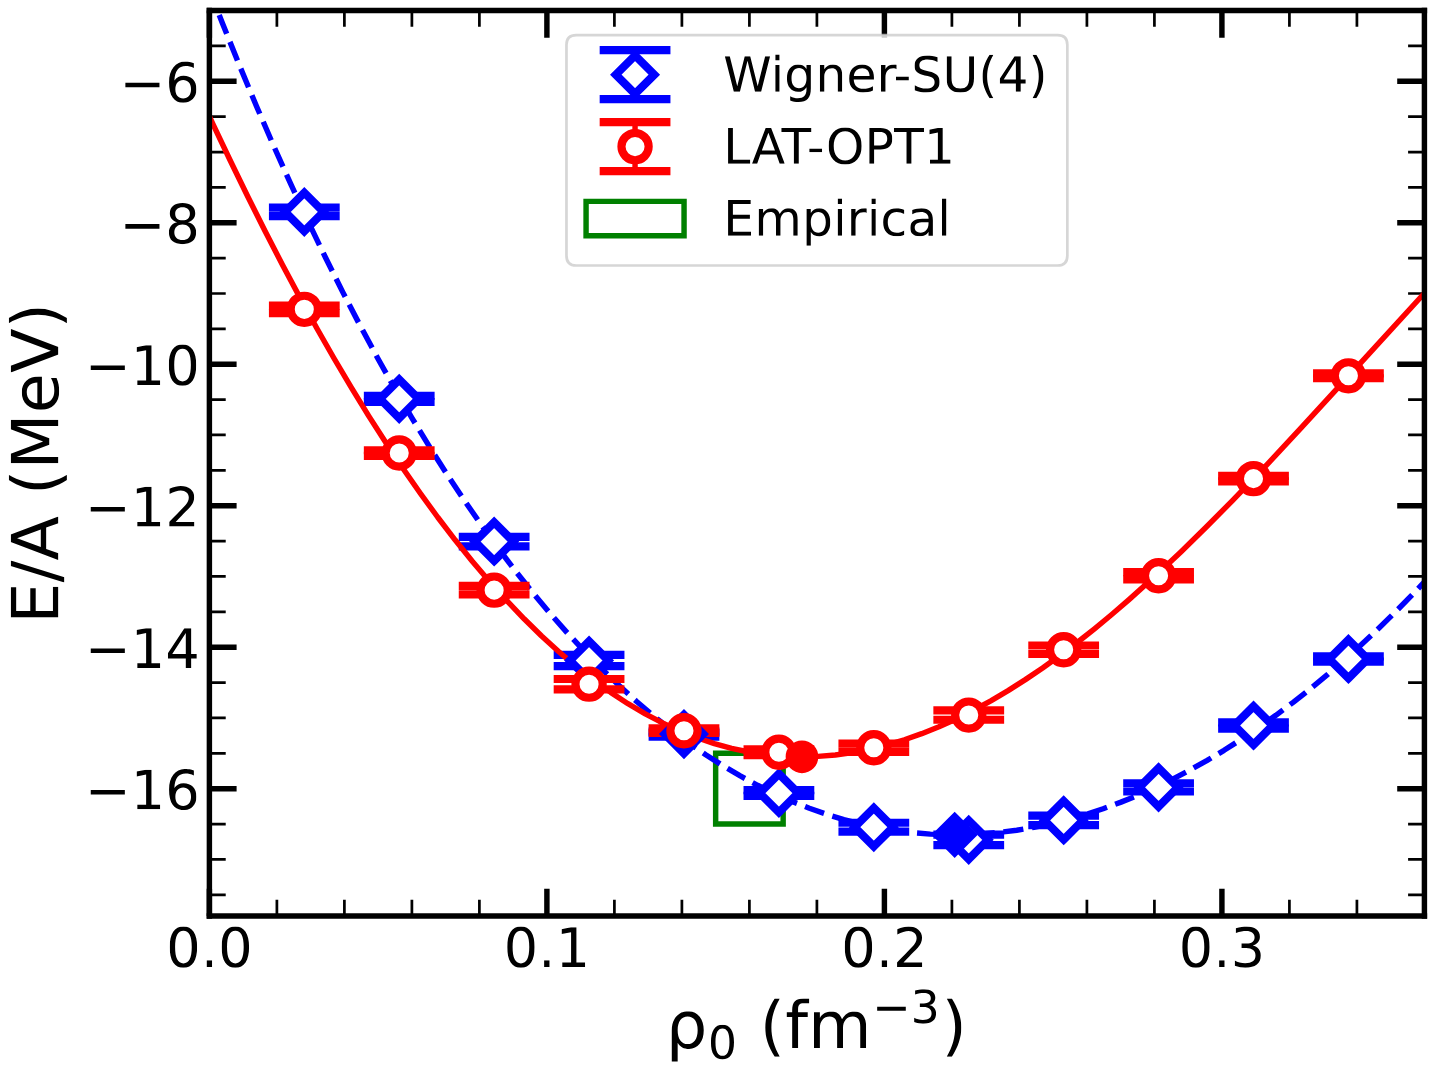 Wigner-SU(4)
LAT-OPT1
Empirical
−6
−8
−10
−12
−14
−16
E/A (MeV)
0.0 0.1 0.2 0.3
ρ₀ (fm⁻³)